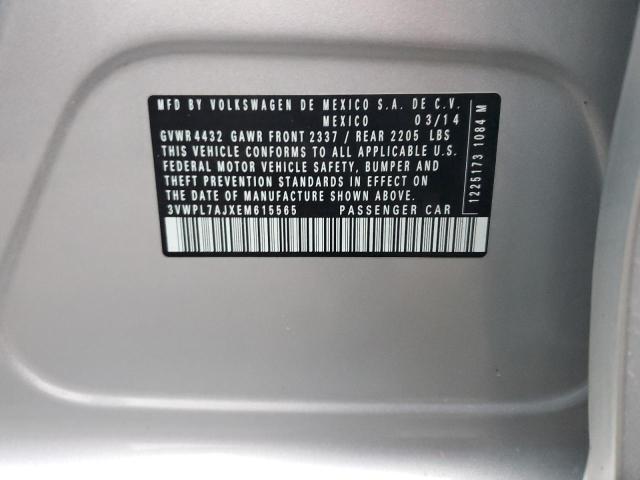 MFD BY VOLKSWAGEN DE MEXICO S.A. DE C.V.
MEXICO 03/14
GVWR 4432 GAWR FRONT 2337 / REAR 2205 LBS
THIS VEHICLE CONFORMS TO ALL APPLICABLE U.S.
FEDERAL MOTOR VEHICLE SAFETY, BUMPER AND
THEFT PREVENTION STANDARDS IN EFFECT ON
THE DATE OF MANUFACTURE SHOWN ABOVE.
3VWPL7AJXEM615565 PASSENGER CAR
1225173 1084 M